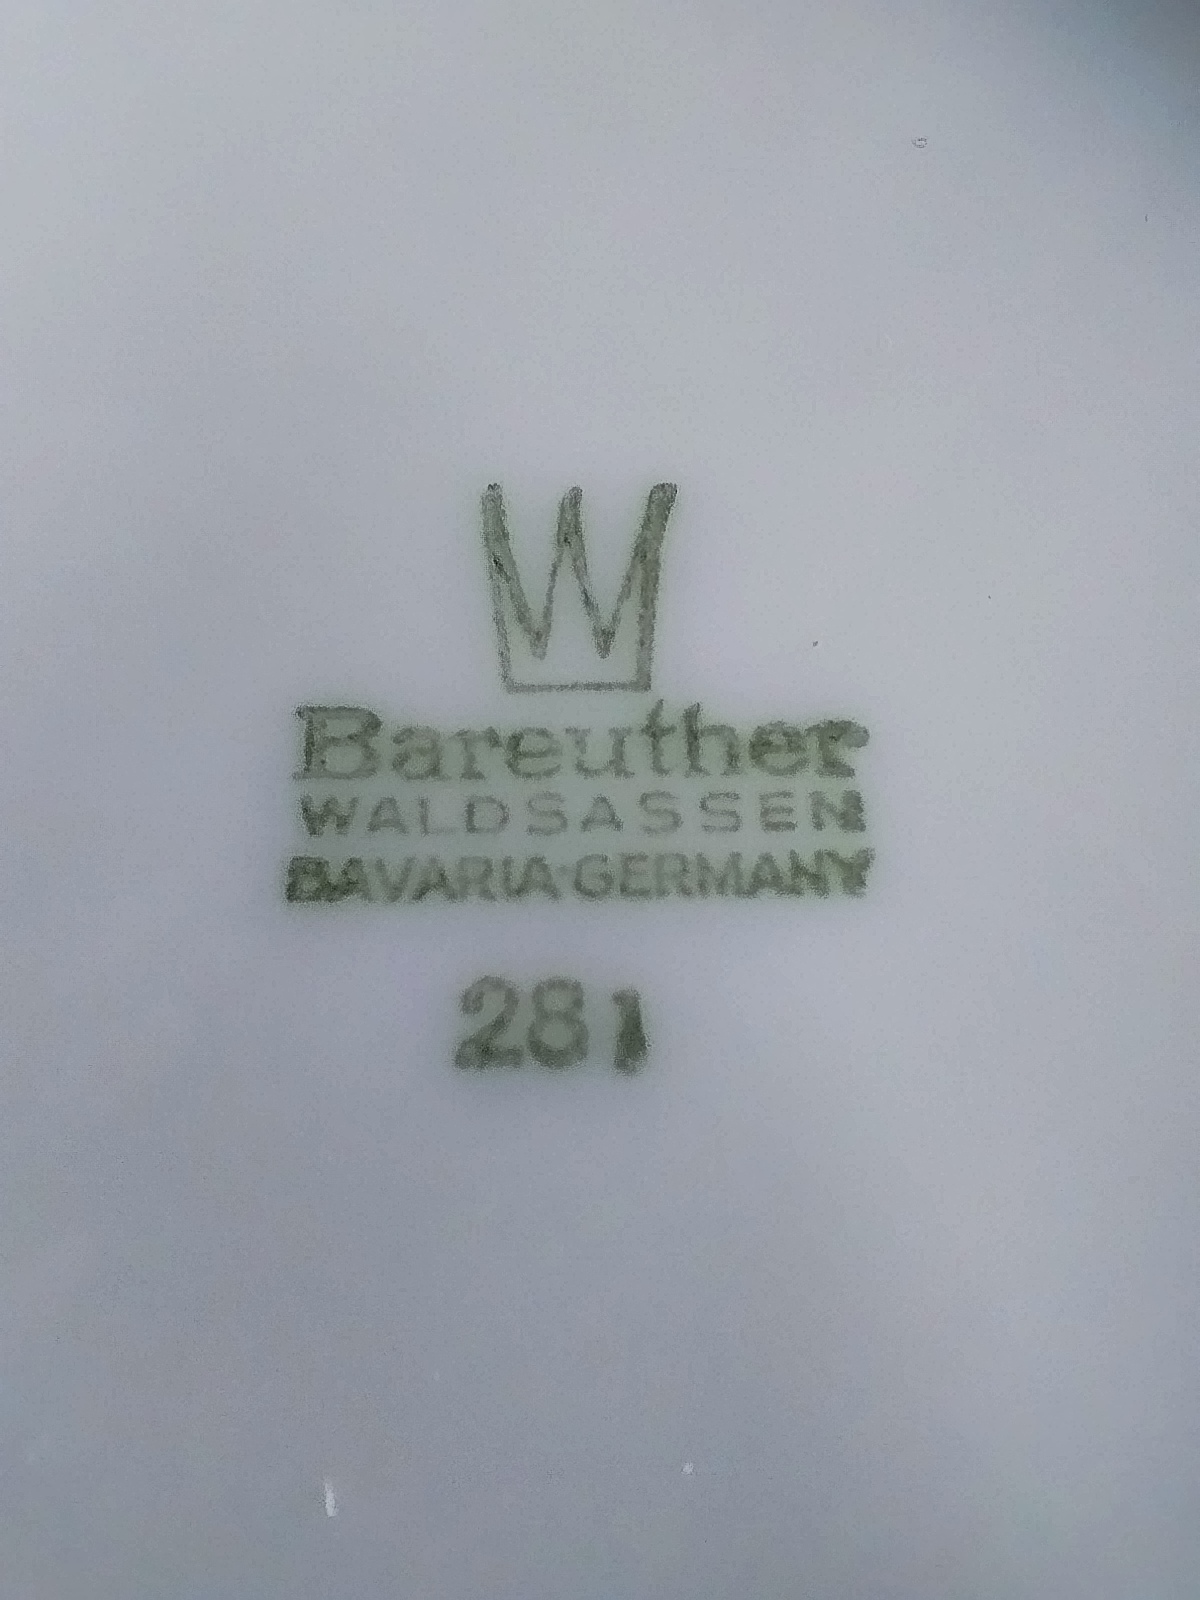 W
Bareuther
WALDSASSEN
BAVARIA·GERMANY
281